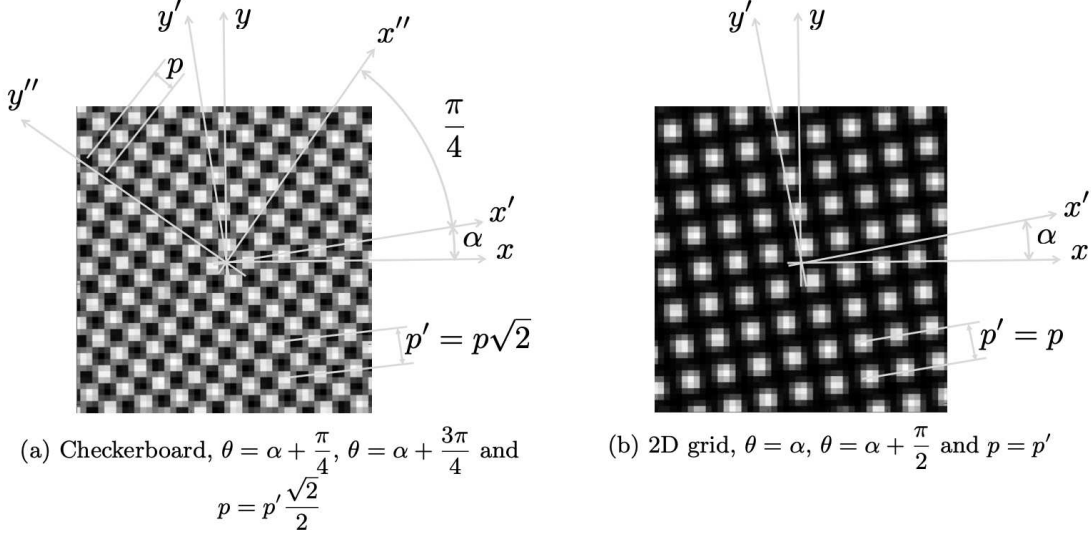 y′ y x″
p
y″
π/4
x′
α
x
p′ = p√2
(a) Checkerboard, θ = α + π/4, θ = α + 3π/4 and
p = p′ √2/2
y′ y
x′
α
x
p′ = p
(b) 2D grid, θ = α, θ = α + π/2 and p = p′